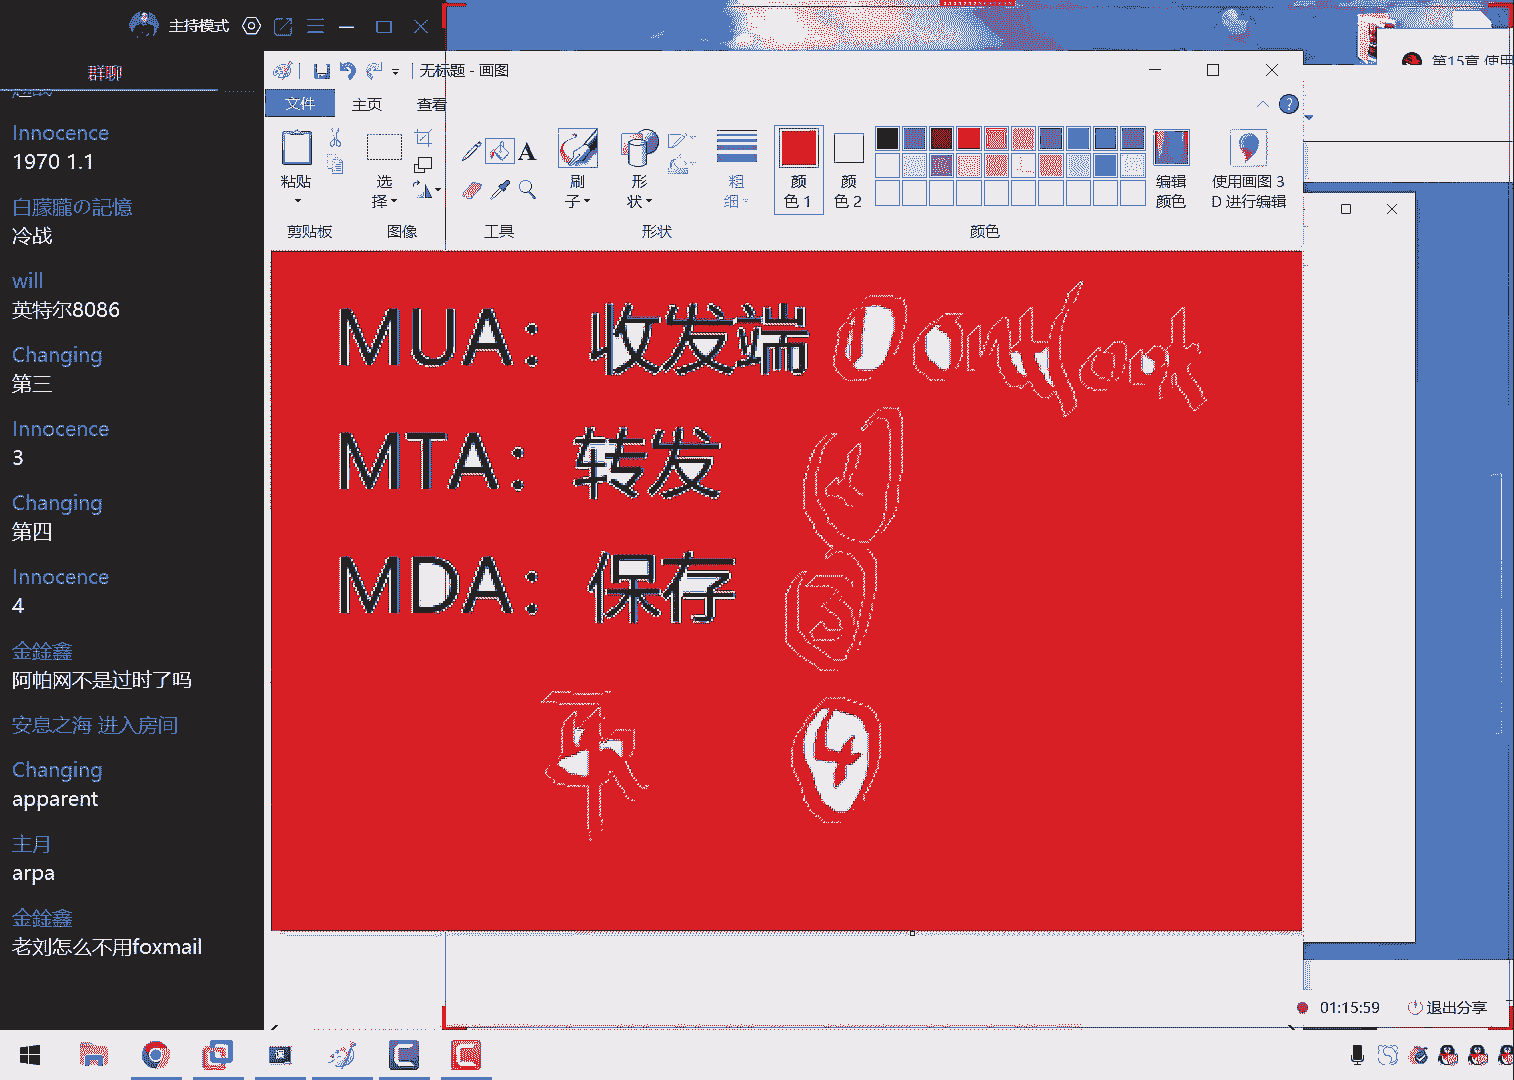 主持模式
群聊
Innocence
1970 1.1
白朦朧の記憶
冷战
will
英特尔8086
Changing
第三
Innocence
3
Changing
第四
Innocence
4
金銓鑫
阿帕网不是过时了吗
安息之海 进入房间
Changing
apparent
主月
arpa
金銓鑫
老刘怎么不用foxmail
无标题 - 画图
文件 主页 查看
粘贴
选择
刷子
形状
粗细
颜色 1
颜色 2
编辑颜色
使用画图 3D 进行编辑
剪贴板 图像 工具 形状 颜色
第15章 使用
MUA：收发端
MTA：转发
MDA：保存
4
01:15:59 退出分享